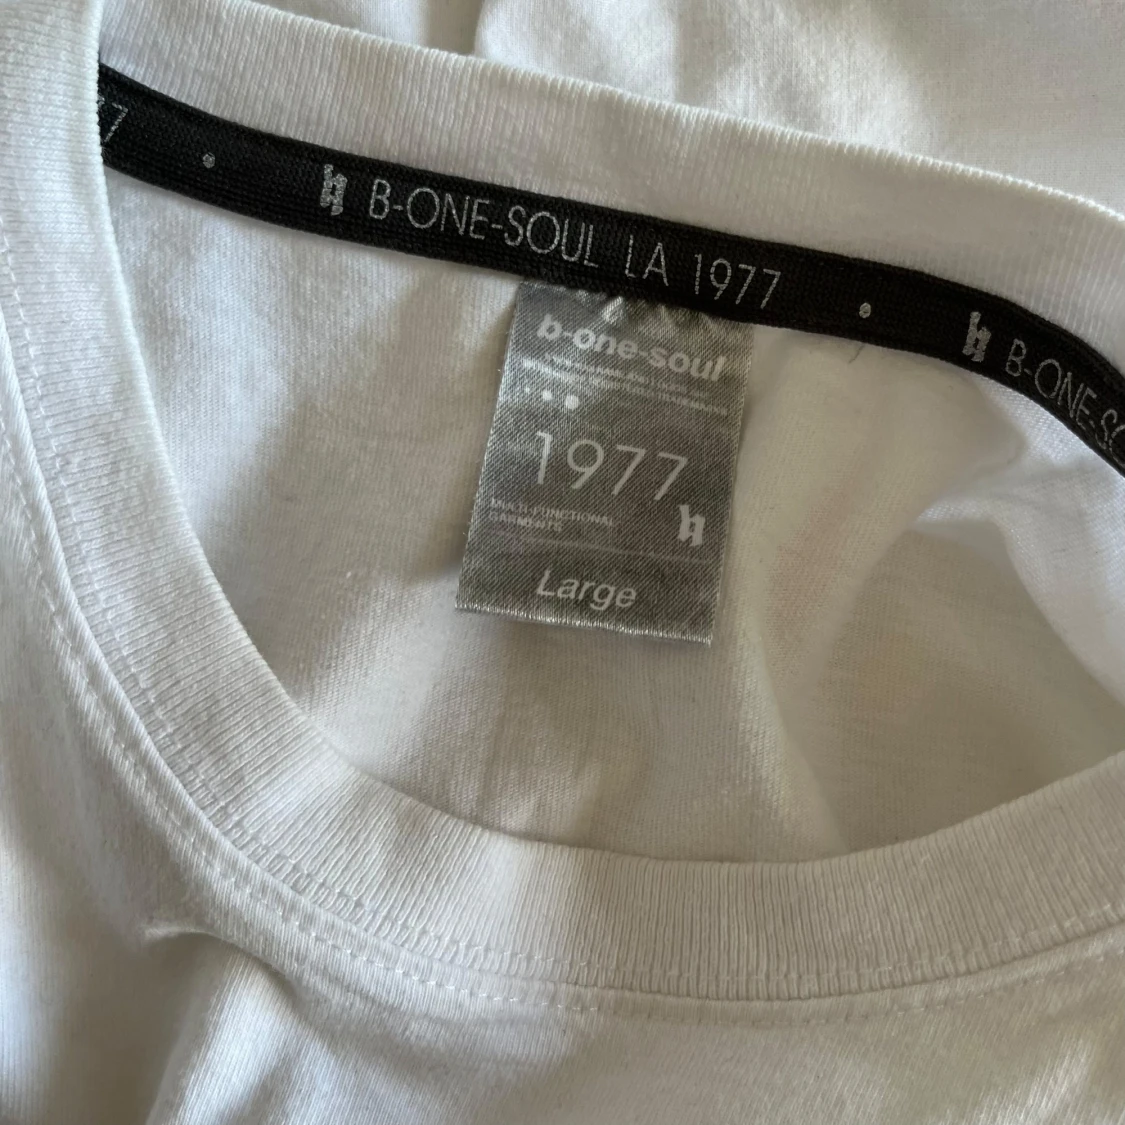 77 • B-ONE-SOUL LA 1977 • B-ONE-SO
b-one-soul
1977
MULTI-FUNCTIONAL
GARMENTS
Large